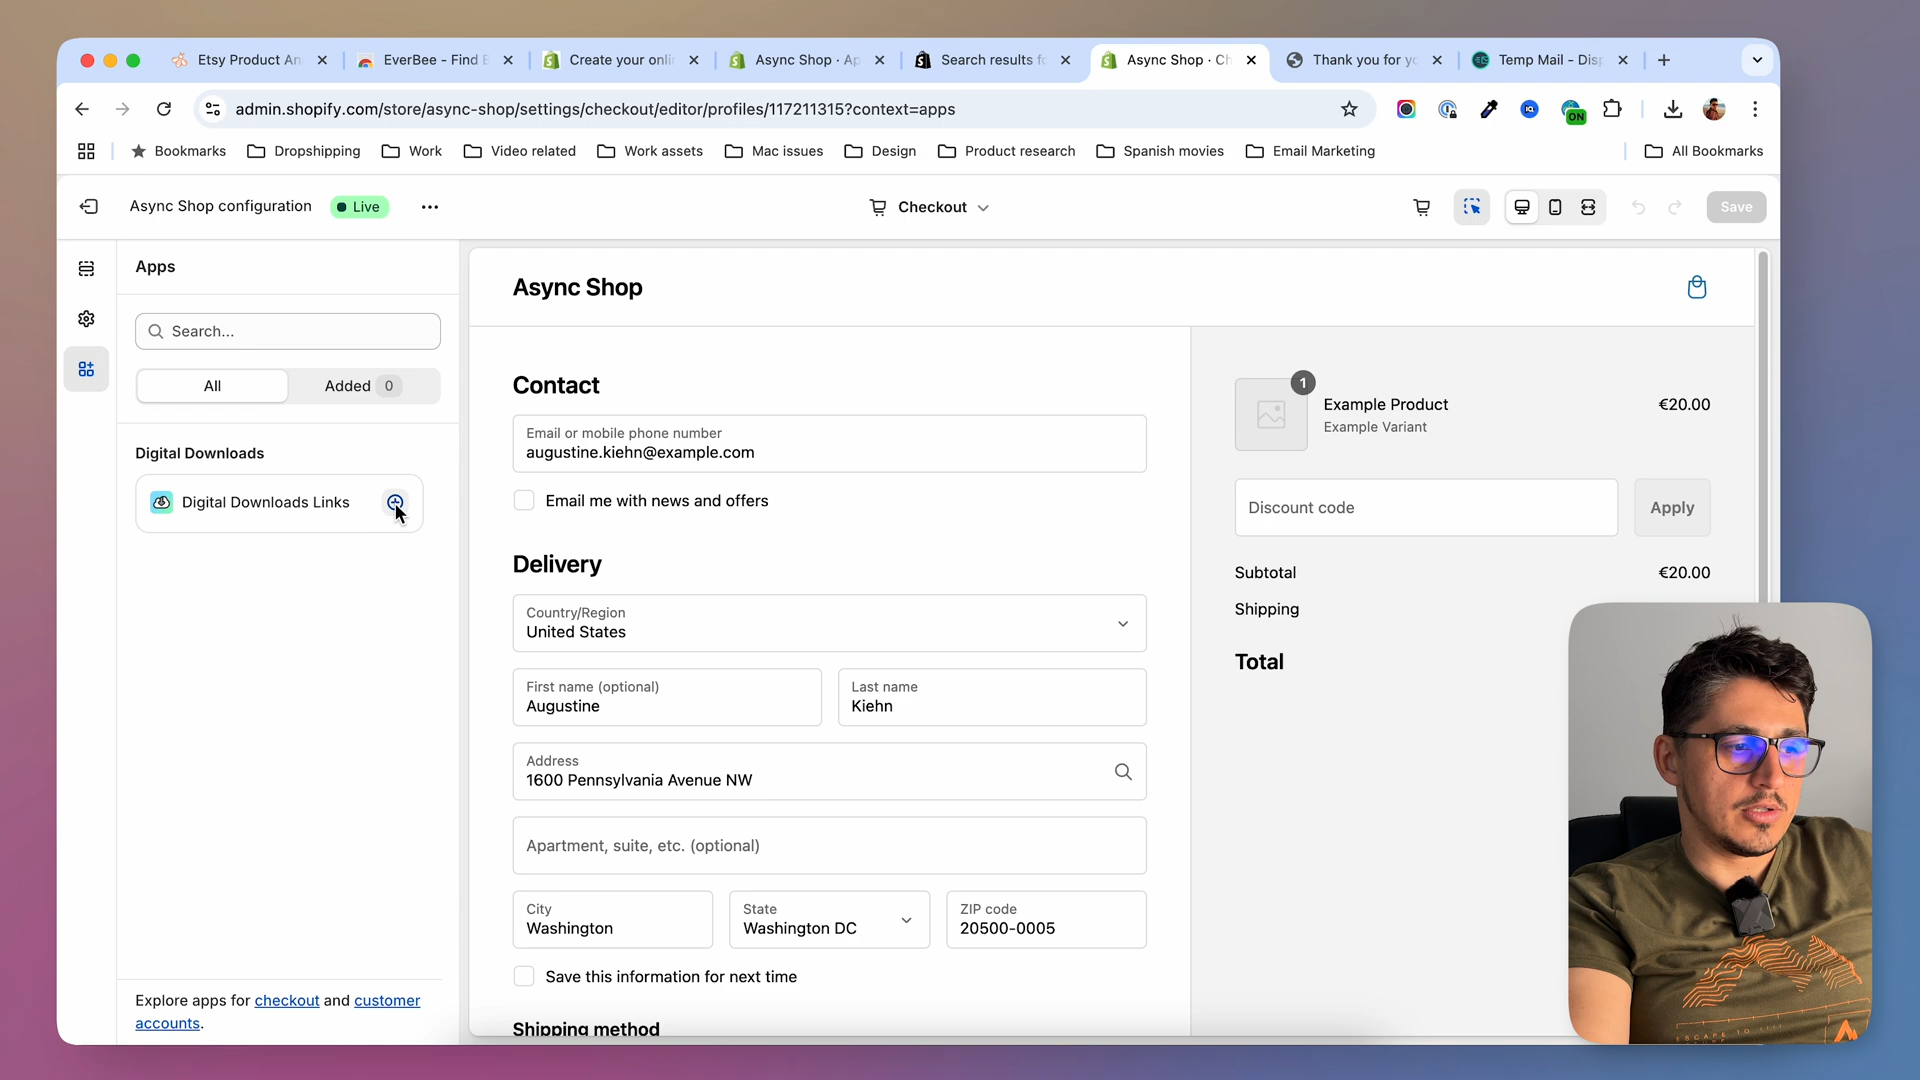 Etsy Product An
EverBee - Find E
Create your onli
Async Shop · Ap
Search results fo
Async Shop · Ch
Thank you for yo
Temp Mail - Disp
admin.shopify.com/store/async-shop/settings/checkout/editor/profiles/117211315?context=apps
ON
Bookmarks
Dropshipping
Work
Video related
Work assets
Mac issues
Design
Product research
Spanish movies
Email Marketing
All Bookmarks
Async Shop configuration
Live
Checkout
Save
Apps
Search...
All
Added 0
Digital Downloads
Digital Downloads Links
Explore apps for checkout and customer
accounts.
Async Shop
Contact
Email or mobile phone number
augustine.kiehn@example.com
Email me with news and offers
Delivery
Country/Region
United States
First name (optional)
Augustine
Last name
Kiehn
Address
1600 Pennsylvania Avenue NW
Apartment, suite, etc. (optional)
City
Washington
State
Washington DC
ZIP code
20500-0005
Save this information for next time
Shipping method
1
Example Product
€20.00
Example Variant
Discount code
Apply
Subtotal
€20.00
Shipping
Total
ESCAPE TO